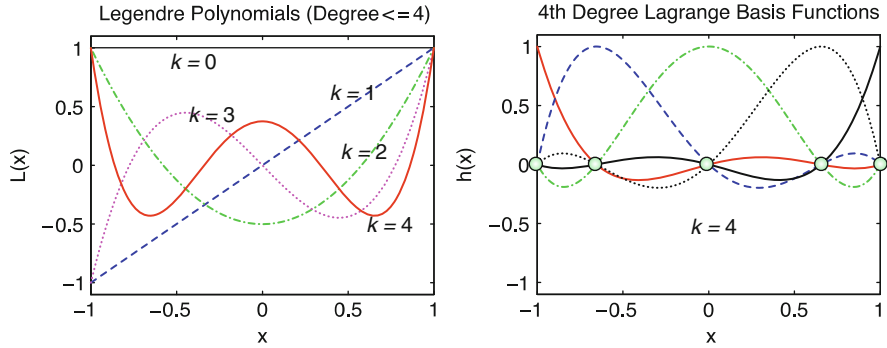 Legendre Polynomials (Degree<=4)
1
0.5
0
−0.5
−1
L(x)
k = 0
k = 1
k = 3
k = 2
k = 4
−1
−0.5
0
0.5
1
x
4th Degree Lagrange Basis Functions
1
0.5
0
−0.5
−1
h(x)
k = 4
−1
−0.5
0
0.5
1
x